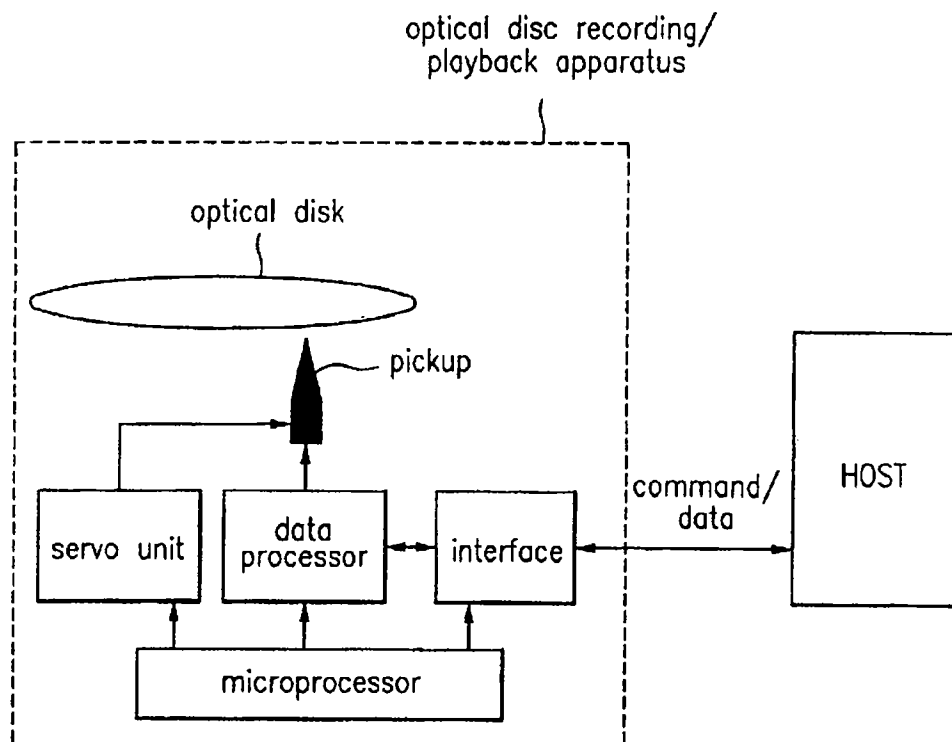 optical disc recording/
playback apparatus
optical disk
pickup
servo unit
data
processor
interface
command/
data
HOST
microprocessor